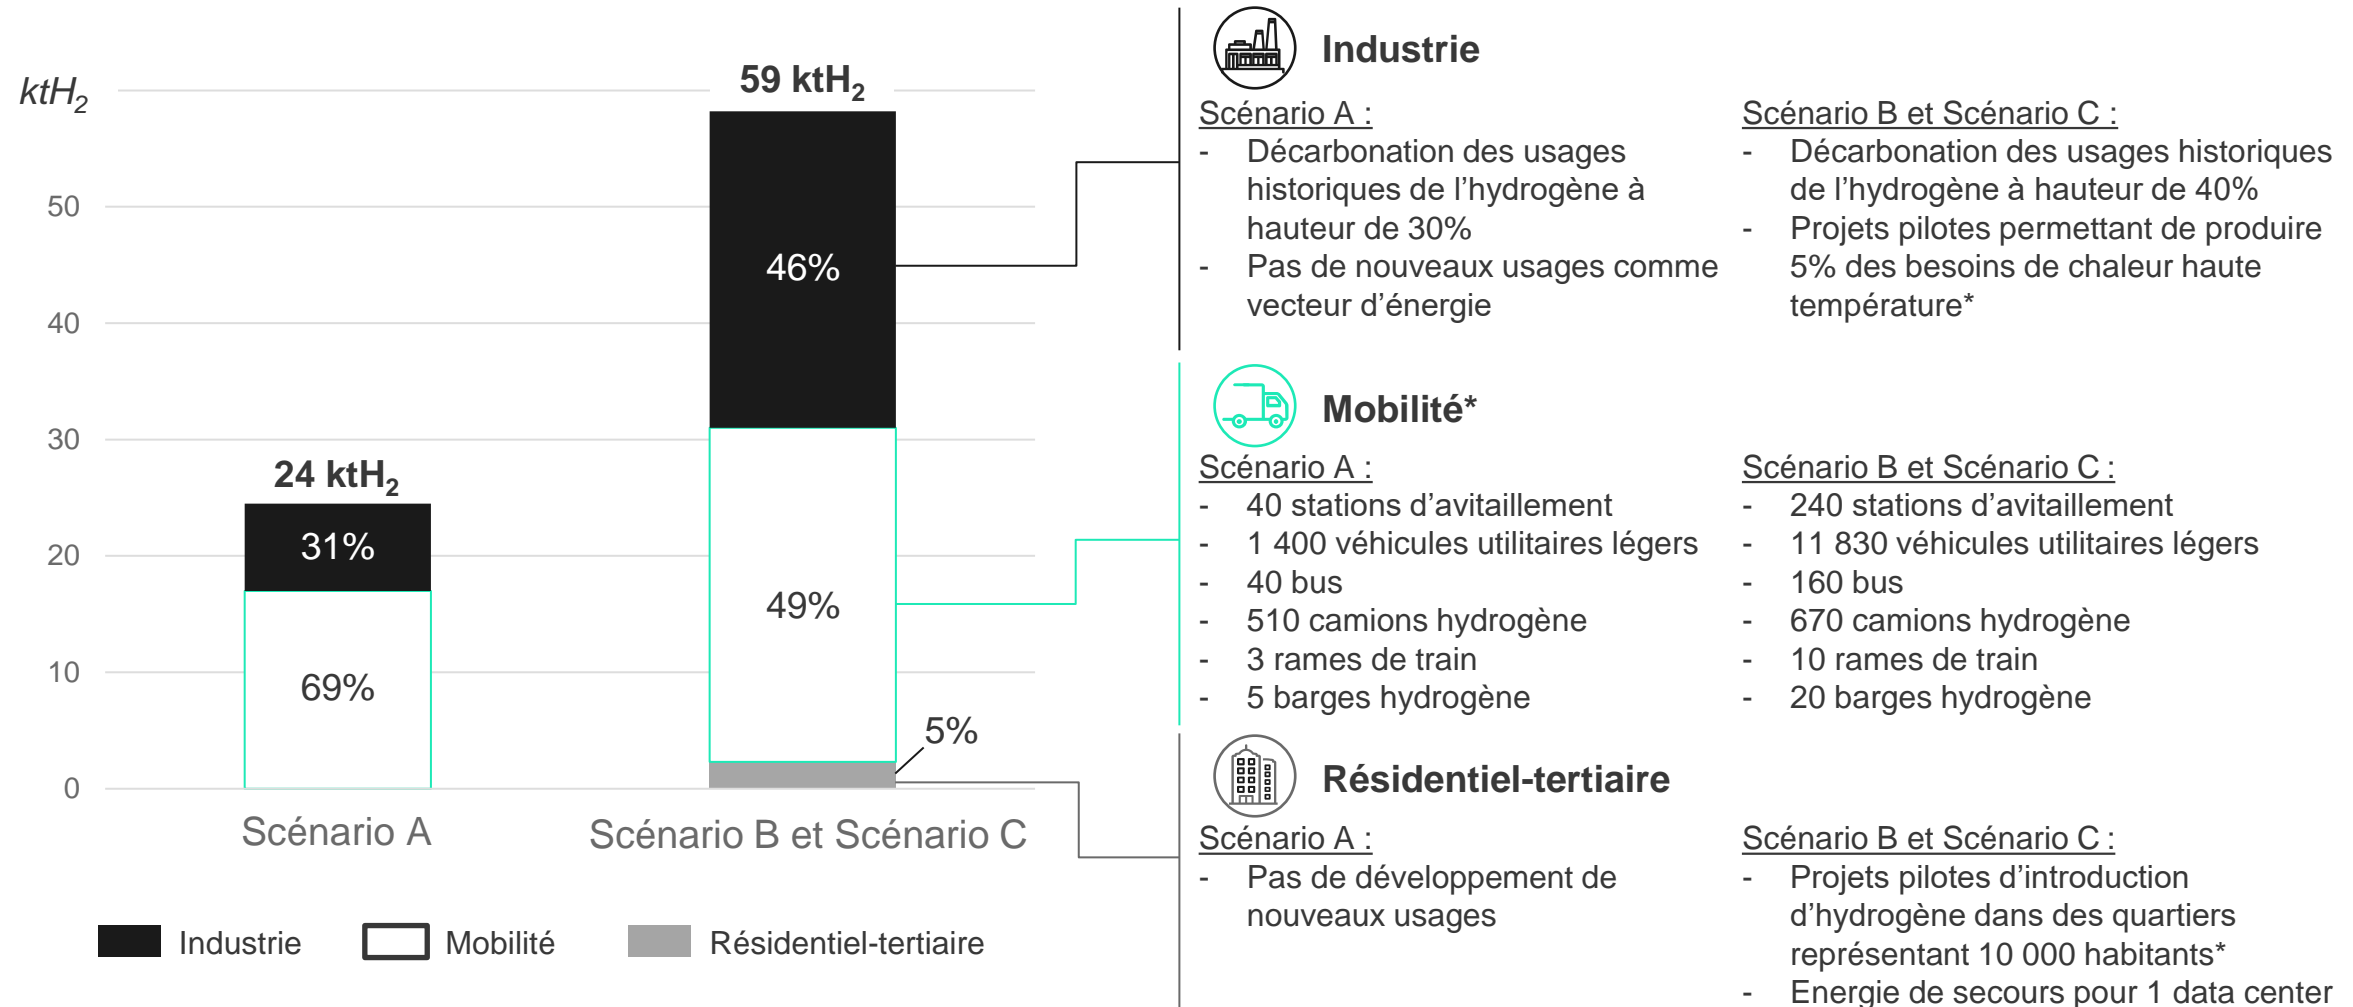 ktH2
59 ktH2
50
46%
40
30
24 ktH2
31%
20
49%
10
69%
5%
0
Scénario A
Scénario B et Scénario C
Industrie
Mobilité
Résidentiel-tertiaire
Industrie
Scénario A :
- Décarbonation des usages
historiques de l’hydrogène à
hauteur de 30%
- Pas de nouveaux usages comme
vecteur d’énergie
Scénario B et Scénario C :
- Décarbonation des usages historiques
de l’hydrogène à hauteur de 40%
- Projets pilotes permettant de produire
5% des besoins de chaleur haute
température*
Mobilité*
Scénario A :
- 40 stations d’avitaillement
- 1 400 véhicules utilitaires légers
- 40 bus
- 510 camions hydrogène
- 3 rames de train
- 5 barges hydrogène
Scénario B et Scénario C :
- 240 stations d’avitaillement
- 11 830 véhicules utilitaires légers
- 160 bus
- 670 camions hydrogène
- 10 rames de train
- 20 barges hydrogène
Résidentiel-tertiaire
Scénario A :
- Pas de développement de
nouveaux usages
Scénario B et Scénario C :
- Projets pilotes d’introduction
d’hydrogène dans des quartiers
représentant 10 000 habitants*
- Energie de secours pour 1 data center